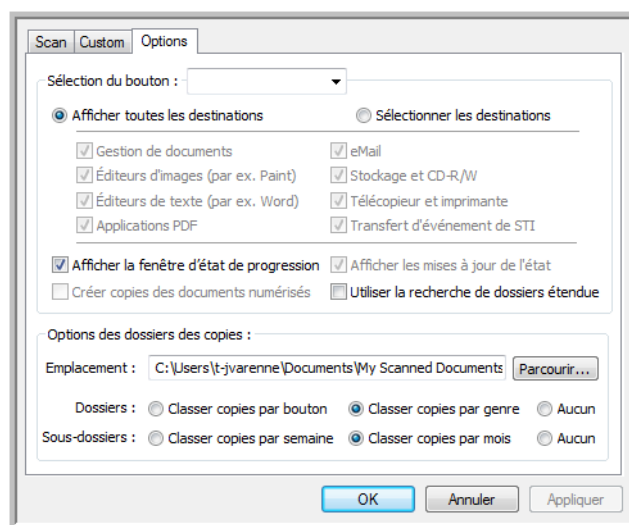 Scan Custom Options
Sélection du bouton :
Afficher toutes les destinations Sélectionner les destinations
Gestion de documents eMail
Éditeurs d'images (par ex. Paint) Stockage et CD-R/W
Éditeurs de texte (par ex. Word) Télécopieur et imprimante
Applications PDF Transfert d'événement de STI
Afficher la fenêtre d'état de progression Afficher les mises à jour de l'état
Créer copies des documents numérisés Utiliser la recherche de dossiers étendue
Options des dossiers des copies :
Emplacement : C:\Users\t-jvarenne\Documents\My Scanned Documents Parcourir...
Dossiers : Classer copies par bouton Classer copies par genre Aucun
Sous-dossiers : Classer copies par semaine Classer copies par mois Aucun
OK Annuler Appliquer